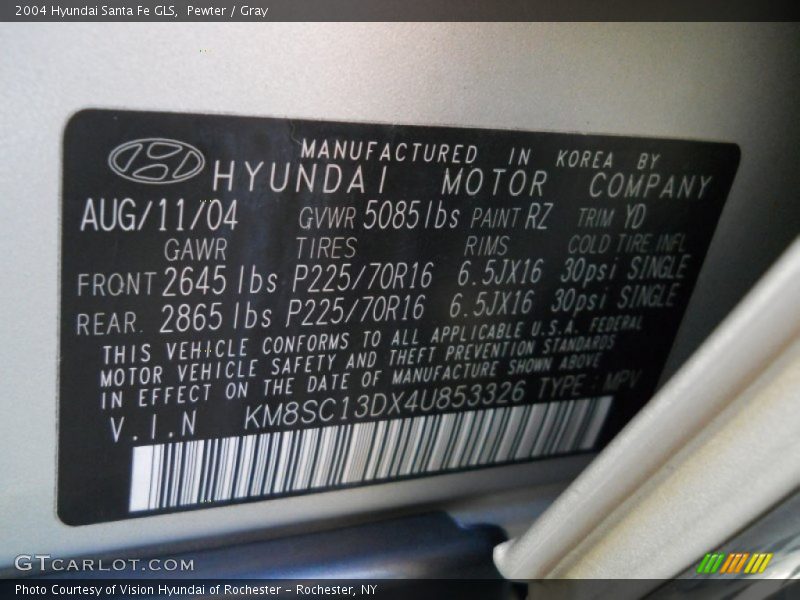 2004 Hyundai Santa Fe GLS, Pewter / Gray
MANUFACTURED IN KOREA BY
HYUNDAI MOTOR COMPANY
AUG/11/04 GVWR 5085lbs PAINT RZ TRIM YD
GAWR TIRES RIMS COLD TIRE INFL
FRONT 2645 lbs P225/70R16 6.5JX16 30psi SINGLE
REAR. 2865 lbs P225/70R16 6.5JX16 30psi SINGLE
THIS VEHICLE CONFORMS TO ALL APPLICABLE U.S.A. FEDERAL
MOTOR VEHICLE SAFETY AND THEFT PREVENTION STANDARDS
IN EFFECT ON THE DATE OF MANUFACTURE SHOWN ABOVE
V.I.N KM8SC13DX4U853326 TYPE : MPV
GTCARLOT.COM
Photo Courtesy of Vision Hyundai of Rochester - Rochester, NY